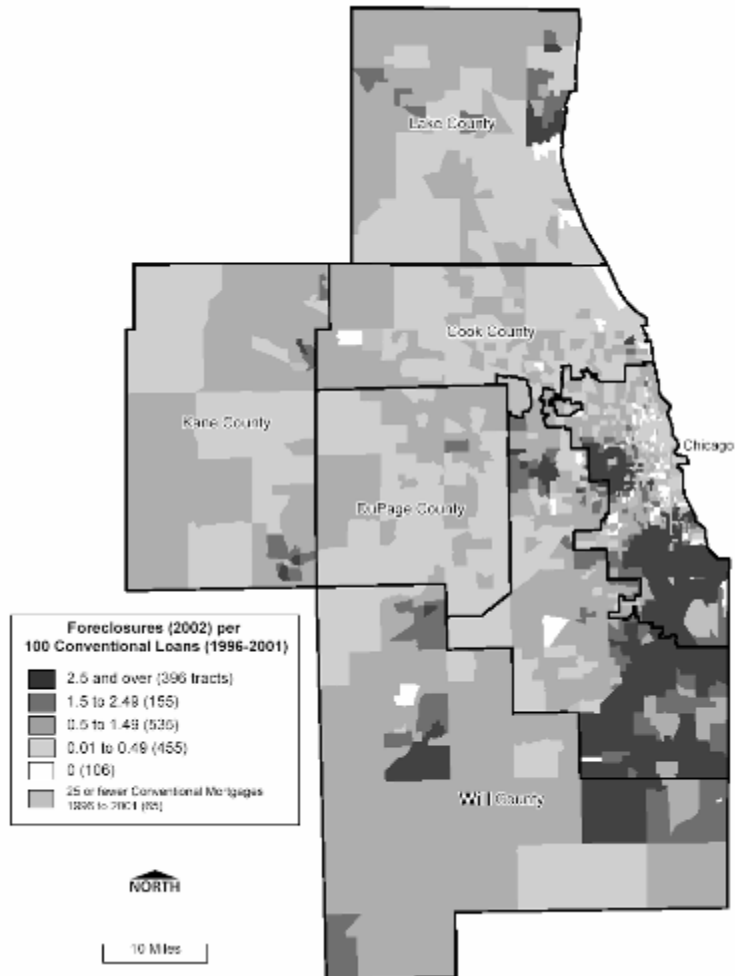 Lake County
Cook County
Kane County
Chicago
DuPage County
Foreclosures (2002) per
100 Conventional Loans (1996-2001)
2.5 and over (396 tracts)
1.5 to 2.49 (155)
0.5 to 1.49 (535)
0.01 to 0.49 (455)
0 (106)
25 or fewer Conventional Mortgages
1996 to 2001 (65)
Will County
NORTH
10 Miles